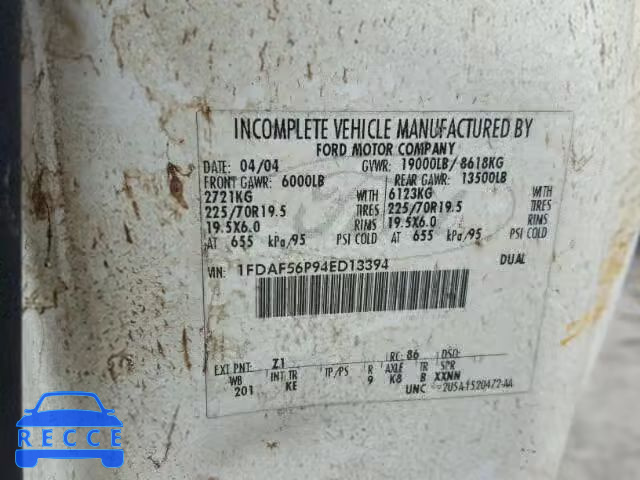 INCOMPLETE VEHICLE MANUFACTURED BY
FORD MOTOR COMPANY
DATE: 04/04 GVWR: 19000LB/8618KG
FRONT GAWR: 6000LB REAR GAWR: 13500LB
2721KG WITH 6123KG WITH
225/70R19.5 TIRES 225/70R19.5 TIRES
19.5X6.0 RIMS 19.5X6.0 RIMS
AT 655 kPa/95 PSI COLD AT 655 kPa/95 PSI COLD
VIN: 1FDAF56P94ED13394 DUAL
EXT PNT: Z1 RC: 86 DSO:
WB INT TR TP/PS R AXLE TR SPR
201 KE 9 K8 B XXNN
UNC
RECCE CARS